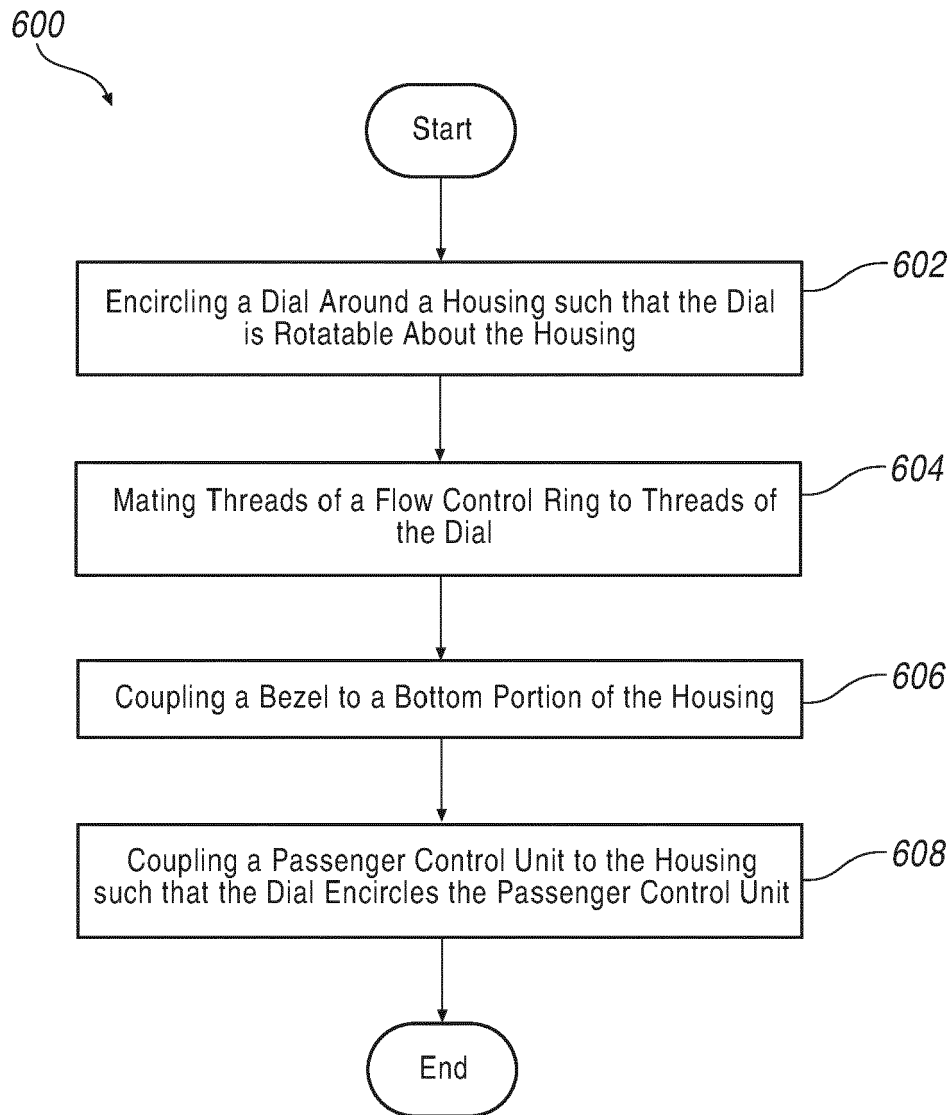 600
Start
602
Encircling a Dial Around a Housing such that the Dial
is Rotatable About the Housing
604
Mating Threads of a Flow Control Ring to Threads of
the Dial
606
Coupling a Bezel to a Bottom Portion of the Housing
608
Coupling a Passenger Control Unit to the Housing
such that the Dial Encircles the Passenger Control Unit
End